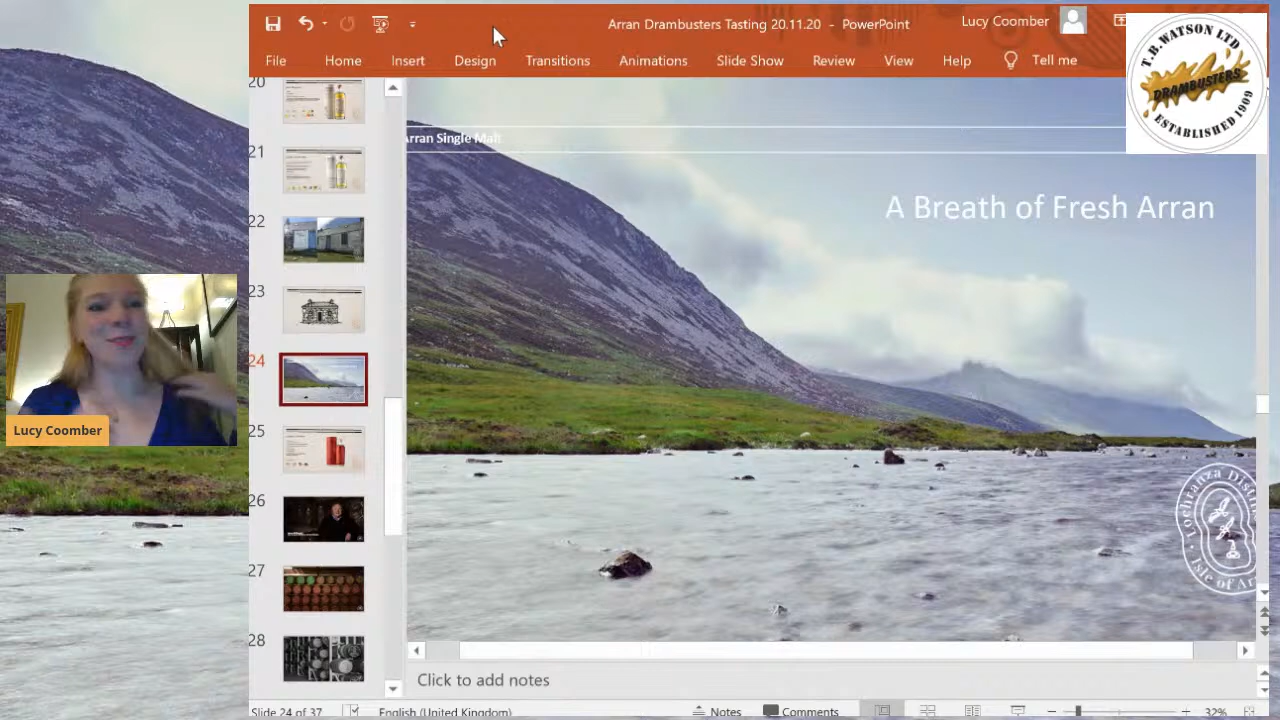 Arran Drambusters Tasting 20.11.20 - PowerPoint
Lucy Coomber
File Home Insert Design Transitions Animations Slide Show Review View Help Tell me
T.B.WATSON LTD
DRAMBUSTERS
ESTABLISHED 1909
20
21
22
23
24
25
26
27
28
Arran Single Malt
A Breath of Fresh Arran
Lucy Coomber
Lochranza
Isle of
Click to add notes
Slide 24 of 37 English (United Kingdom) Notes Comments 32%